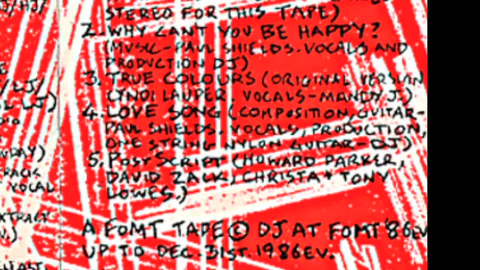 STEREO FOR THIS TAPE)
2. WHY CAN'T YOU BE HAPPY?
(MUSIC-PAUL SHIELDS. VOCALS AND
PRODUCTION DJ)
3. TRUE COLOURS (ORIGINAL VERSION
CYNDI LAUPER. VOCALS-MANDY J.)
4. LOVE SONG (COMPOSITION, GUITAR-
PAUL SHIELDS. VOCALS, PRODUCTION,
ONE STRING NYLON GUITAR-DJ)
5. POST SCRIPT (HOWARD PARKER,
DAVID ZACK, CHRISTA + TONY
LOWES.)
A FOMT TAPE © DJ AT FOMT '86EV
UP TO DEC. 31ST. 1986EV.